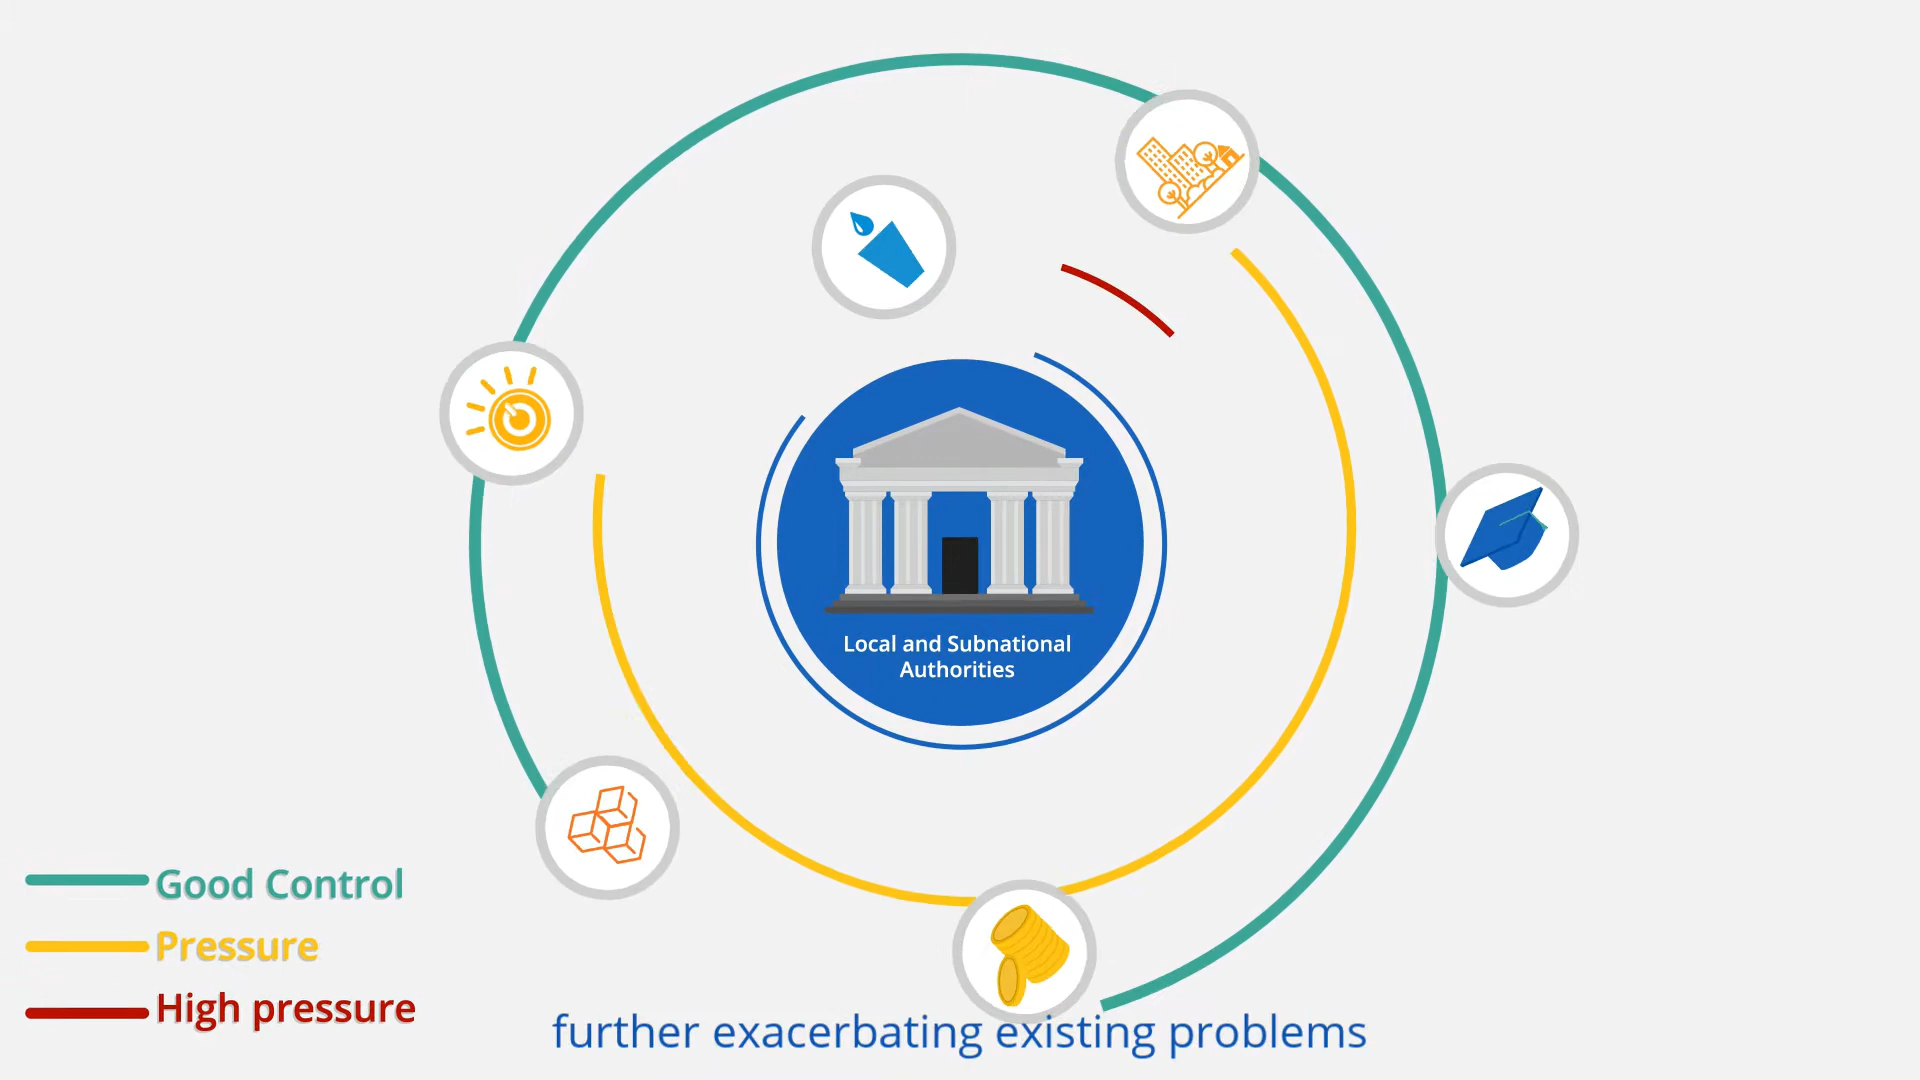 Local and Subnational
Authorities
Good Control
Pressure
High pressure
further exacerbating existing problems